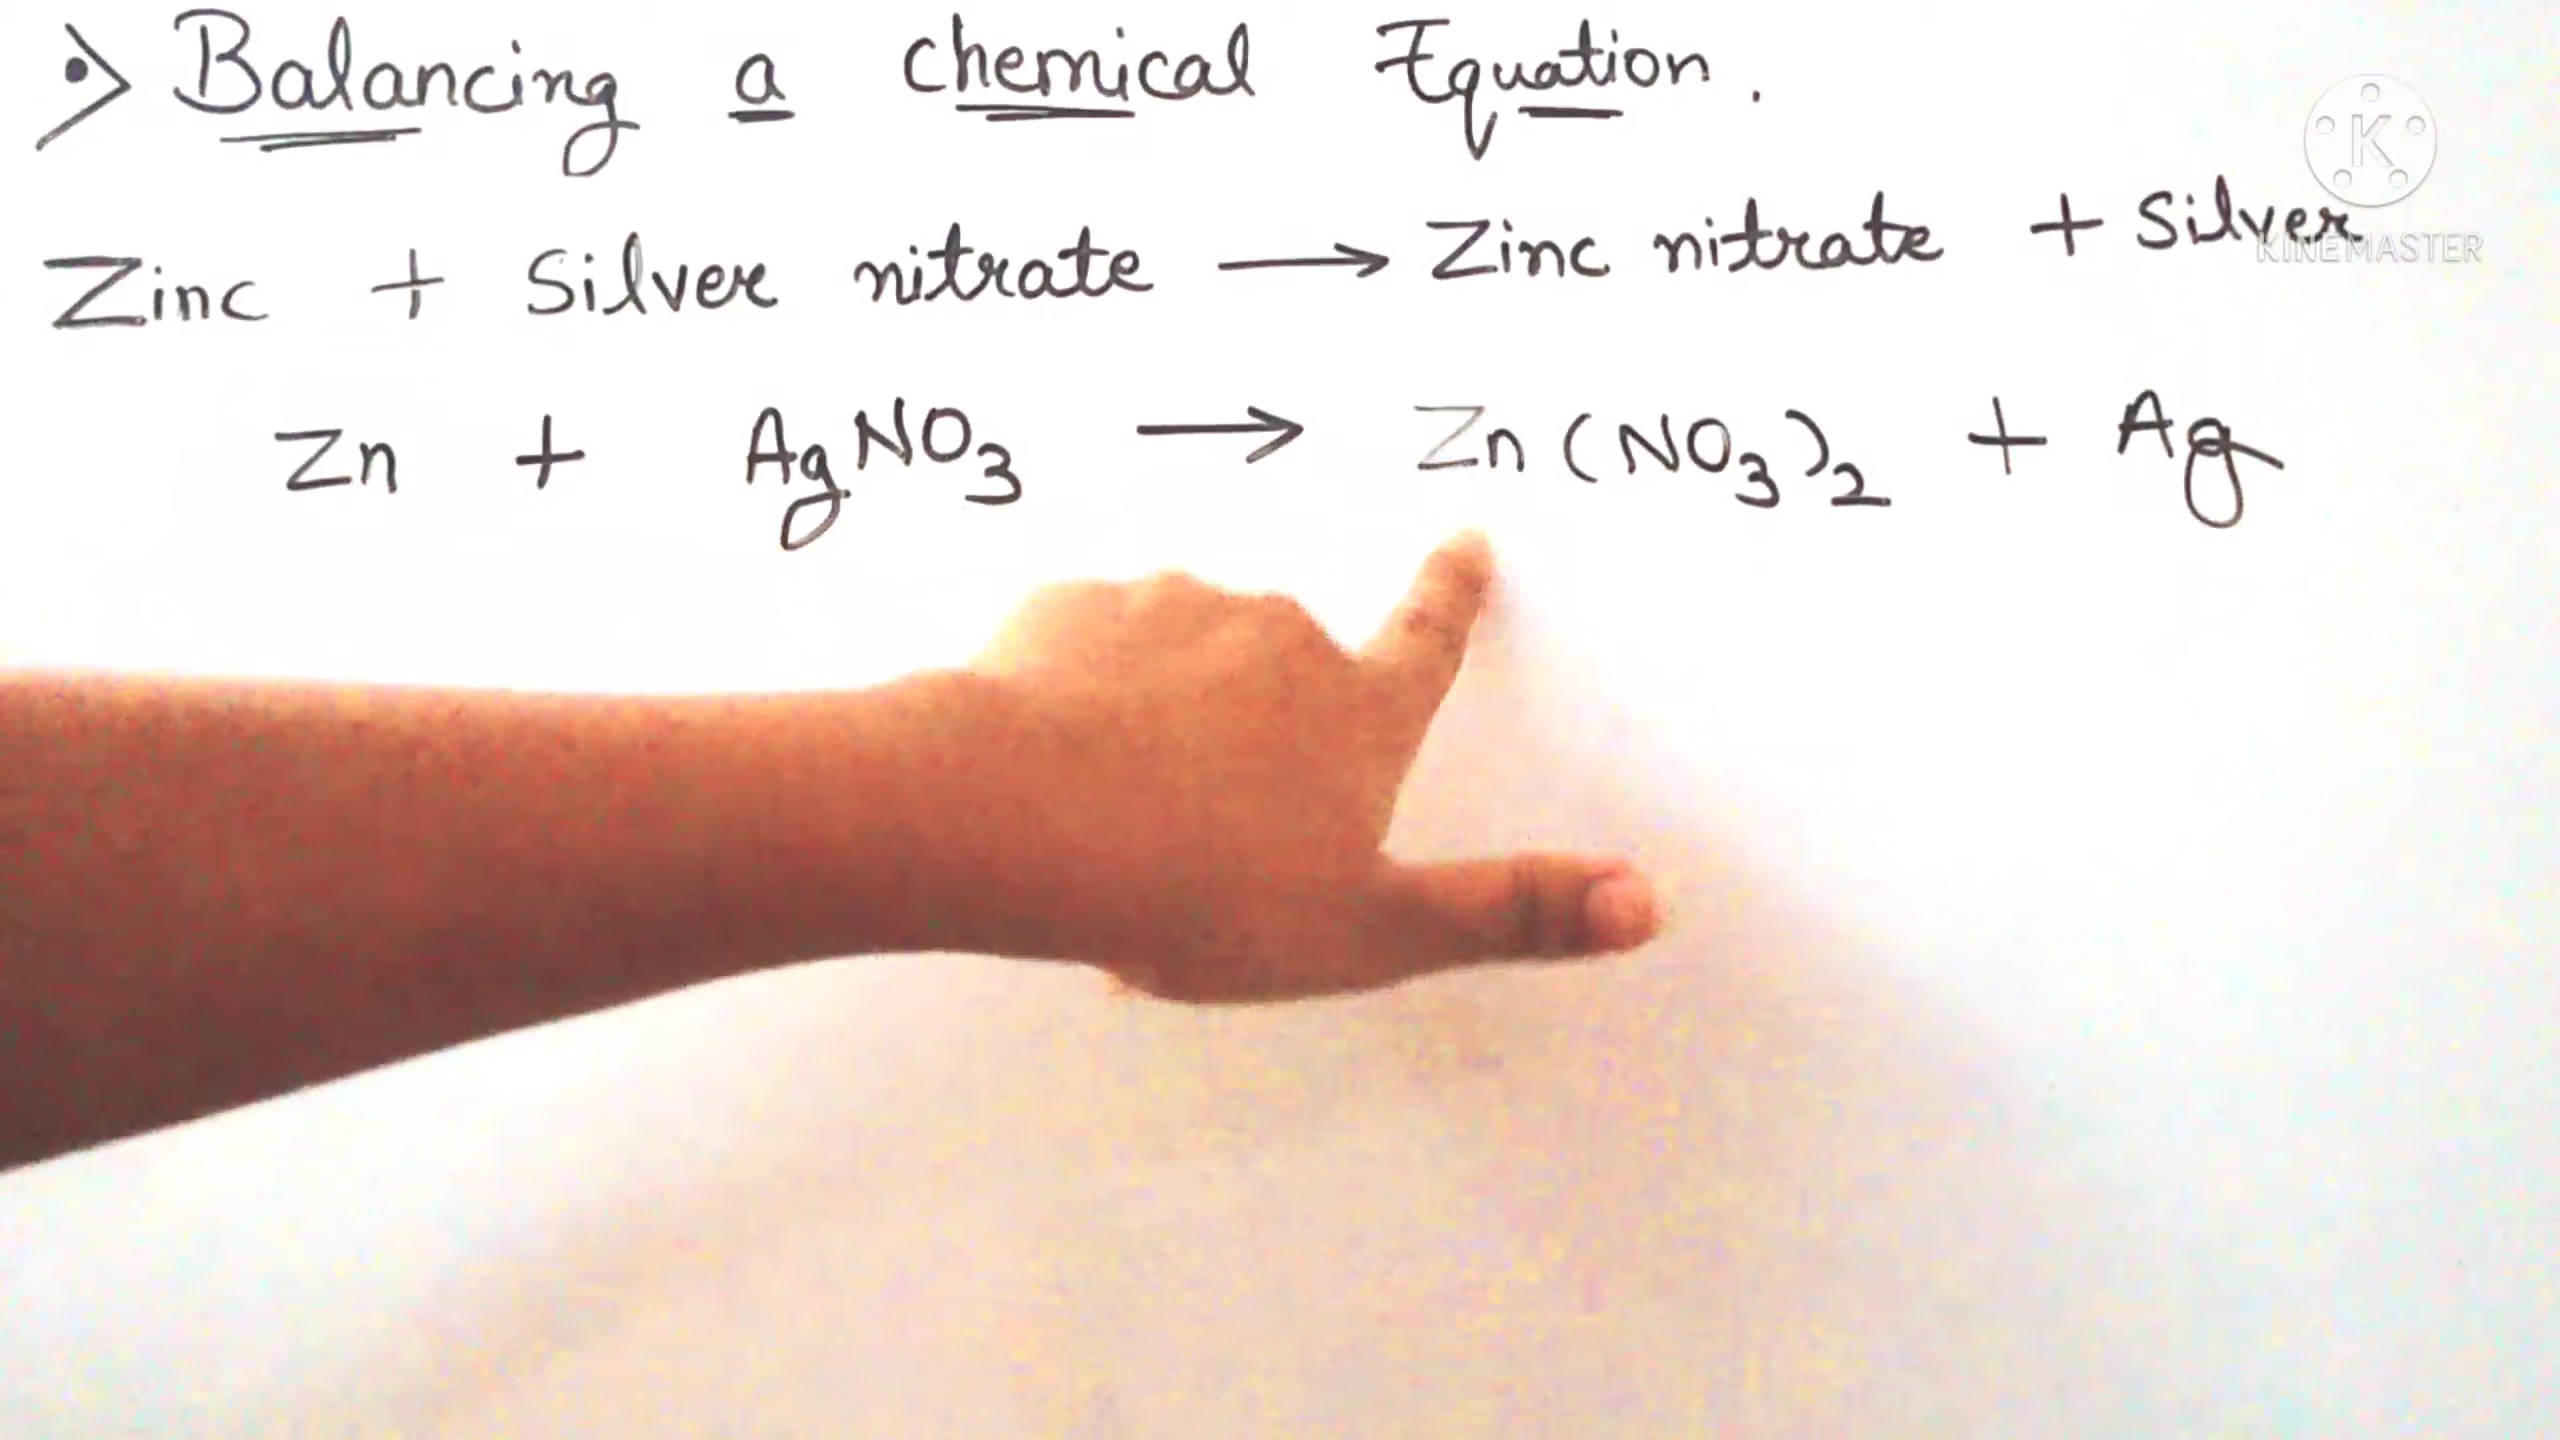 Balancing a chemical Equation.
Zinc + Silver nitrate → Zinc nitrate + Silver
Zn + AgNO₃ → Zn(NO₃)₂ + Ag
K
KINEMASTER